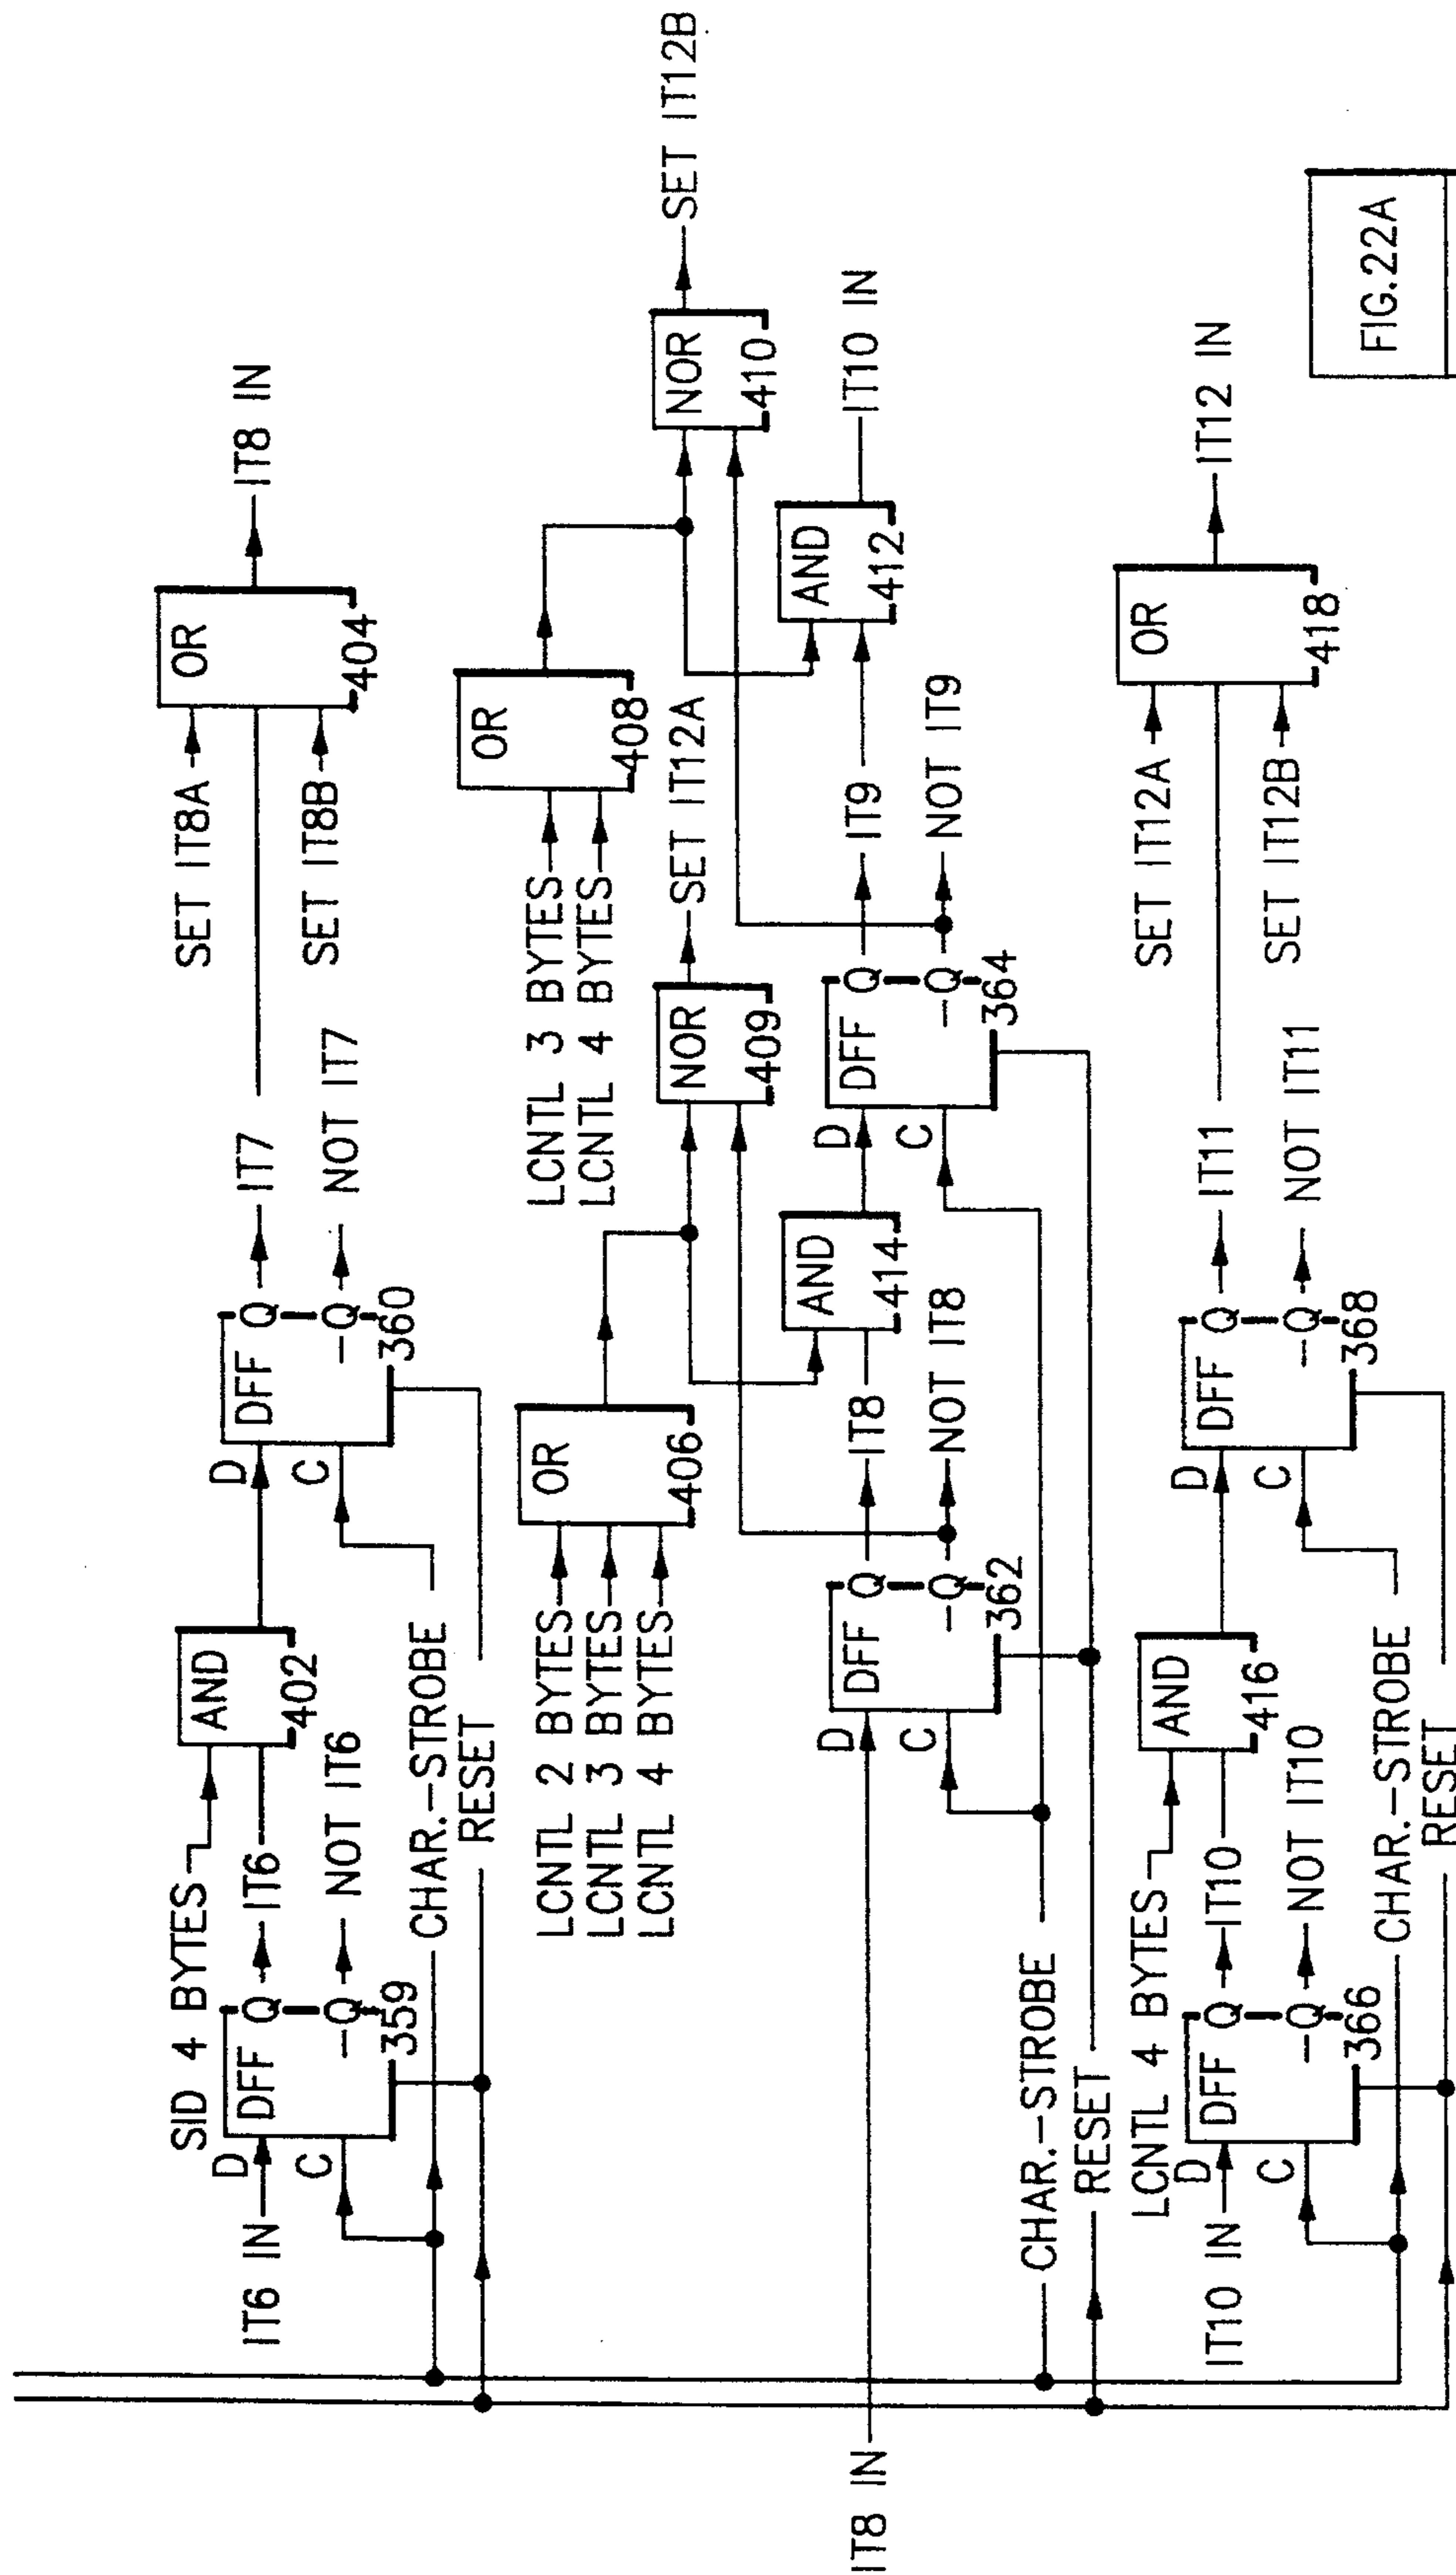 IT6 IN
D
C
DFF
Q
-Q
359
SID 4 BYTES
IT6
NOT IT6
AND
402
CHAR.-STROBE
RESET
D
C
DFF
Q
-Q
360
IT7
NOT IT7
SET IT8A
SET IT8B
OR
404
IT8 IN
LCNTL 2 BYTES
LCNTL 3 BYTES
LCNTL 4 BYTES
OR
406
NOR
409
SET IT12A
LCNTL 3 BYTES
LCNTL 4 BYTES
OR
408
NOR
410
SET IT12B
IT8 IN
D
C
DFF
Q
-Q
362
IT8
NOT IT8
AND
414
D
C
DFF
Q
-Q
364
IT9
NOT IT9
AND
412
IT10 IN
CHAR.-STROBE
RESET
IT10 IN
D
C
DFF
Q
-Q
366
LCNTL 4 BYTES
IT10
NOT IT10
AND
416
CHAR.-STROBE
RESET
D
C
DFF
Q
-Q
368
IT11
NOT IT11
SET IT12A
SET IT12B
OR
418
IT12 IN
FIG.22A